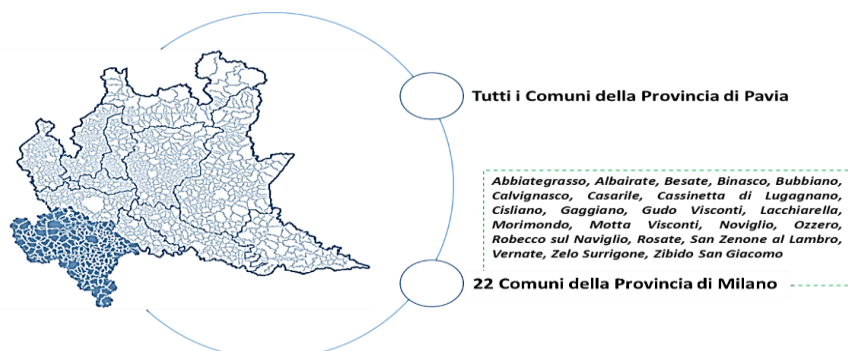 Tutti i Comuni della Provincia di Pavia
Abbiategrasso, Albairate, Besate, Binasco, Bubbiano,
Calvignasco, Casarile, Cassinetta di Lugagnano,
Cisliano, Gaggiano, Gudo Visconti, Lacchiarella,
Morimondo, Motta Visconti, Noviglio, Ozzero,
Robecco sul Naviglio, Rosate, San Zenone al Lambro,
Vernate, Zelo Surrigone, Zibido San Giacomo
22 Comuni della Provincia di Milano